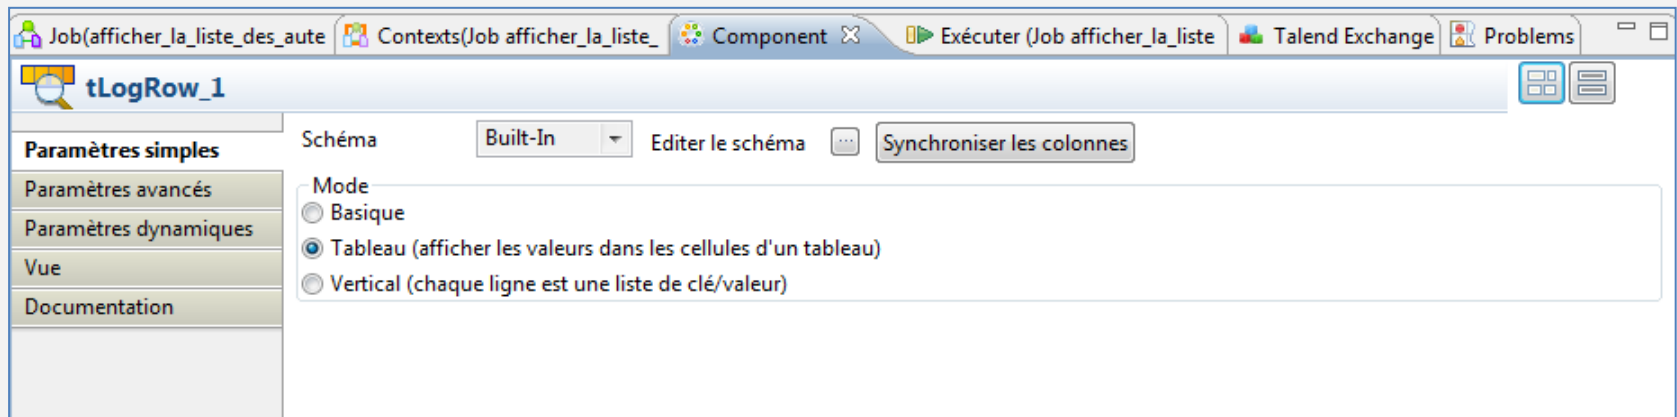 Job(afficher_la_liste_des_aute Contexts(Job afficher_la_liste_ Component Exécuter (Job afficher_la_liste Talend Exchange Problems
tLogRow_1
Schéma Built-In Editer le schéma ... Synchroniser les colonnes
Paramètres simples
Paramètres avancés
Paramètres dynamiques
Vue
Documentation
Mode
Basique
Tableau (afficher les valeurs dans les cellules d'un tableau)
Vertical (chaque ligne est une liste de clé/valeur)